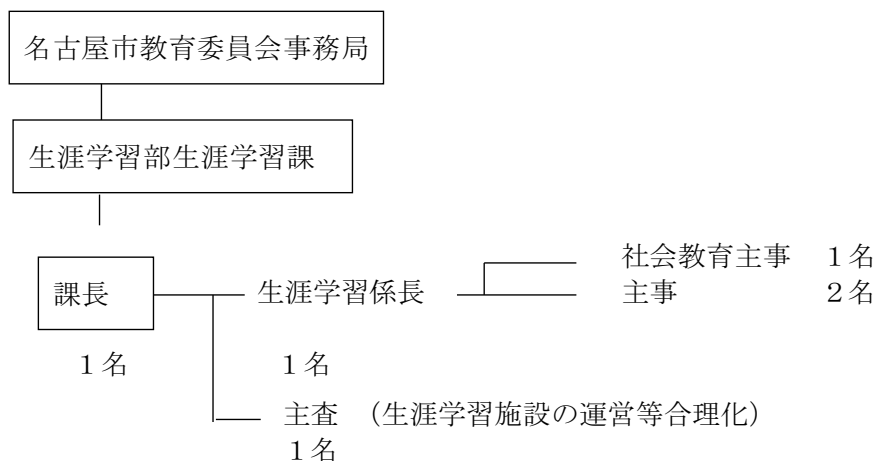 名古屋市教育委員会事務局
生涯学習部生涯学習課
社会教育主事 １名
課長 生涯学習係長 主事 ２名
１名 １名
主査 （生涯学習施設の運営等合理化）
１名